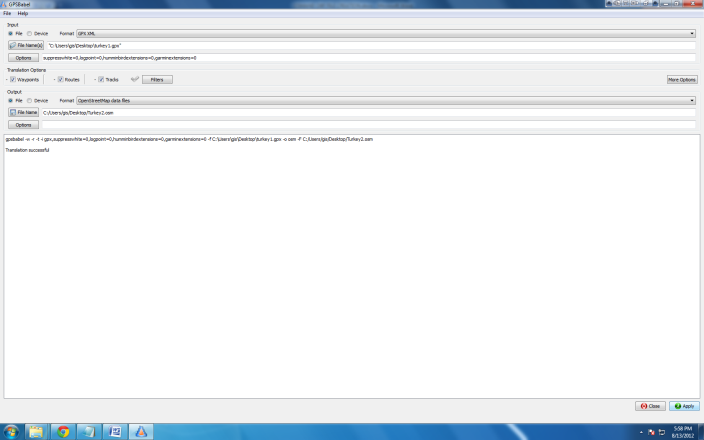 GPSBabel
File Help
Input
File Device Format GPX XML
File Name(s) "C:/Users/gis/Desktop/turkey1.gpx"
Options suppresswhite=0,logpoint=0,humminbirdextensions=0,garminextensions=0
Translation Options
Waypoints - Routes - Tracks Filters More Options
Output
File Device Format OpenStreetMap data files
File Name C:/Users/gis/Desktop/Turkey2.osm
Options
gpsbabel -w -r -t -i gpx,suppresswhite=0,logpoint=0,humminbirdextensions=0,garminextensions=0 -f C:/Users/gis/Desktop/turkey1.gpx -o osm -F C:/Users/gis/Desktop/Turkey2.osm
Translation successful
Close Apply
5:58 PM
8/13/2012